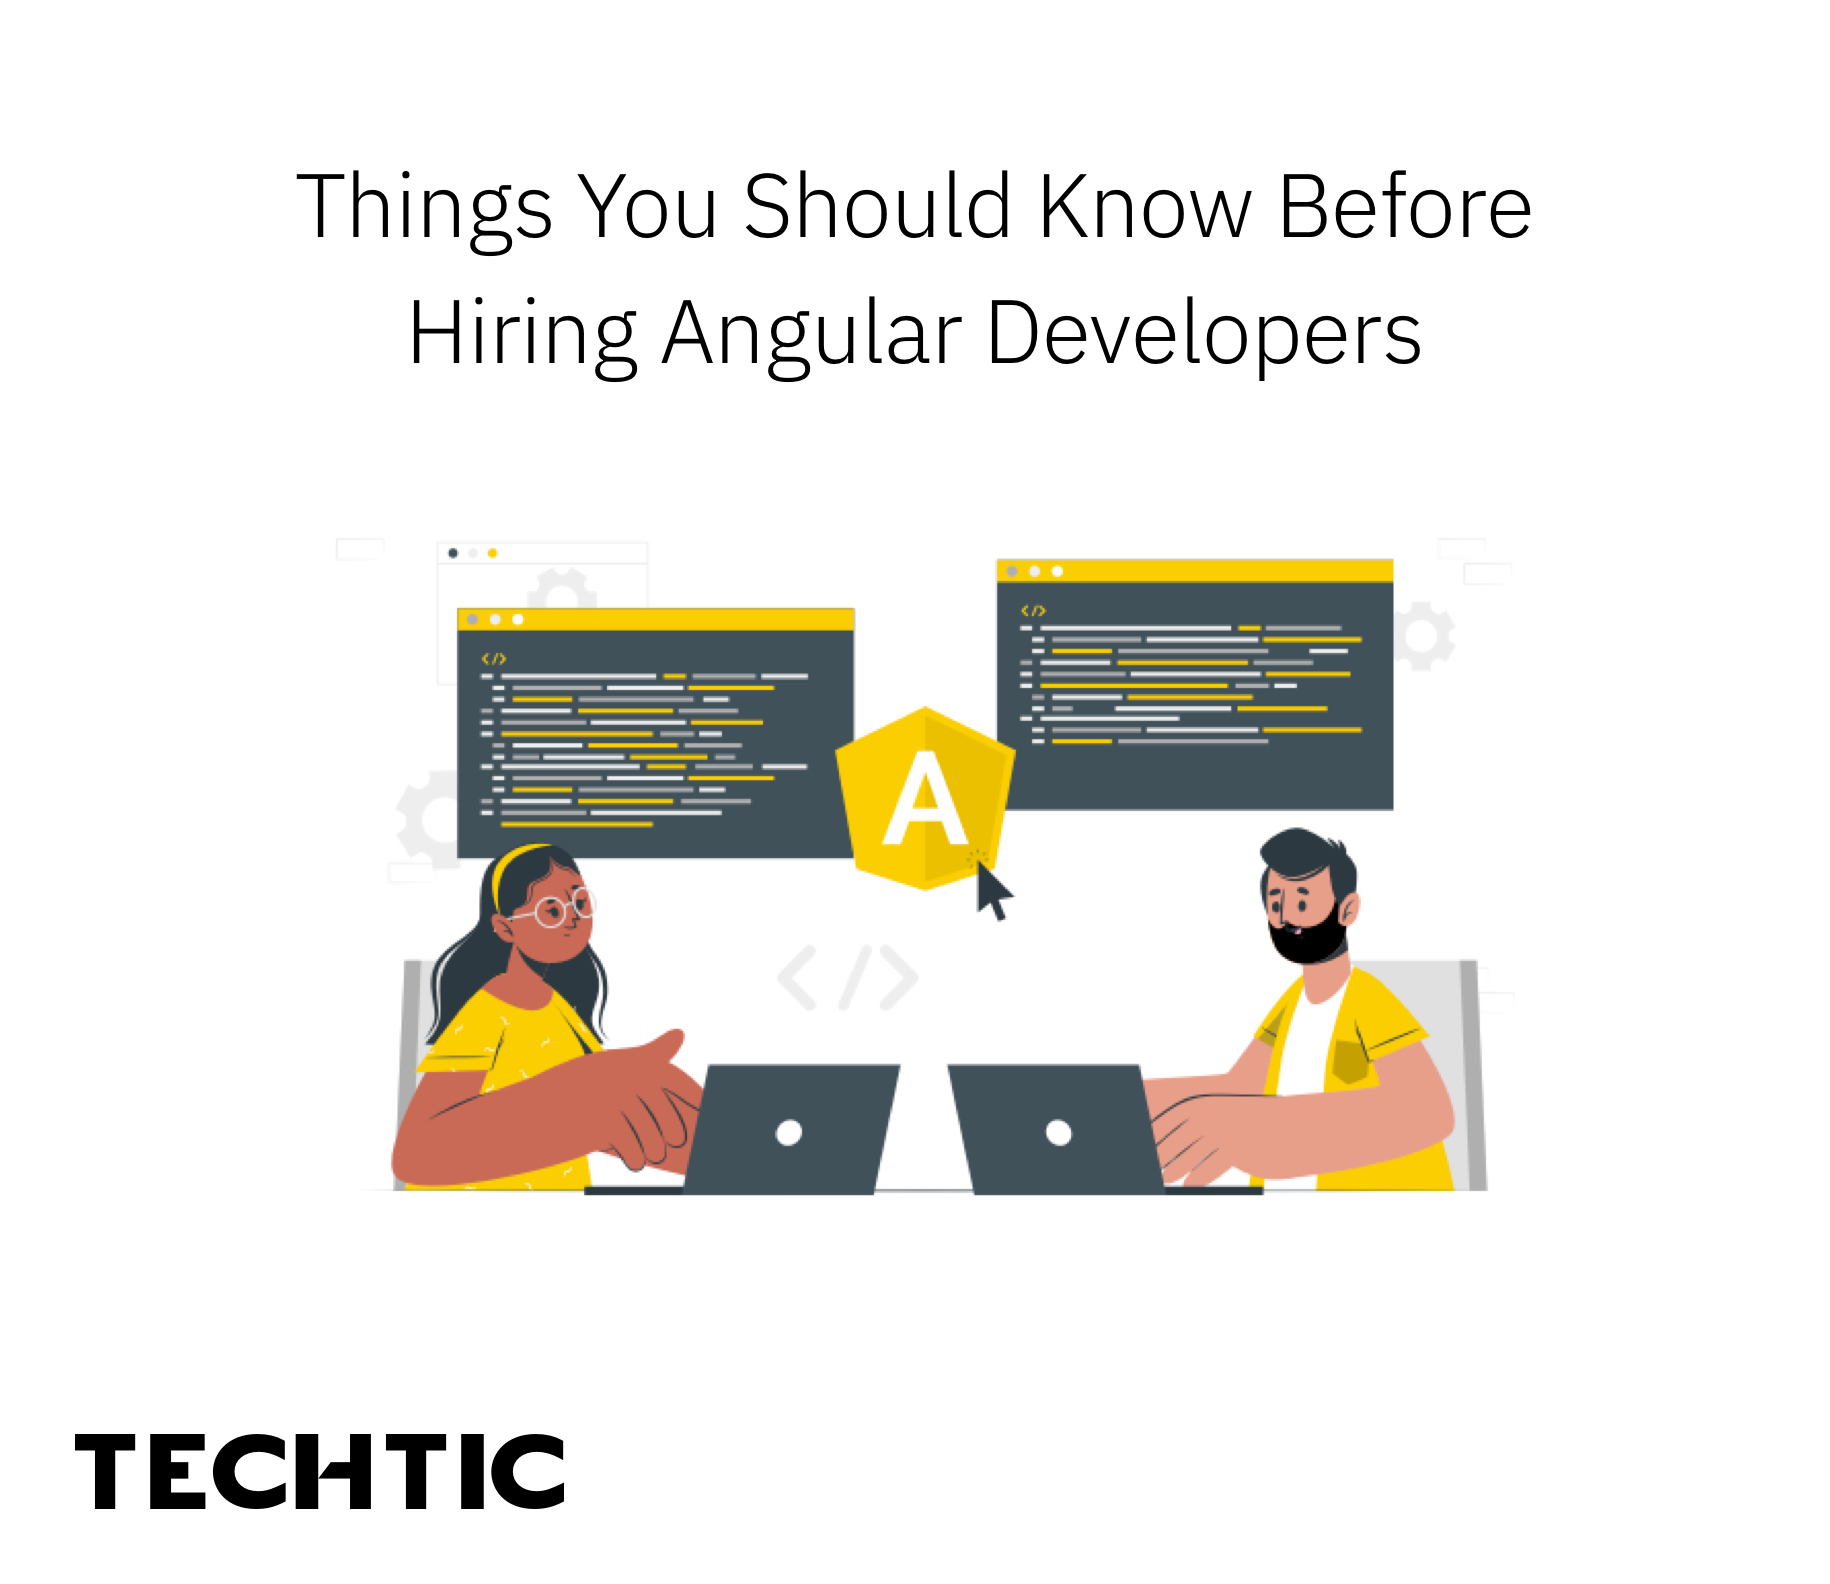 Things You Should Know Before
Hiring Angular Developers
</>
</>
A
</>
TECHTIC